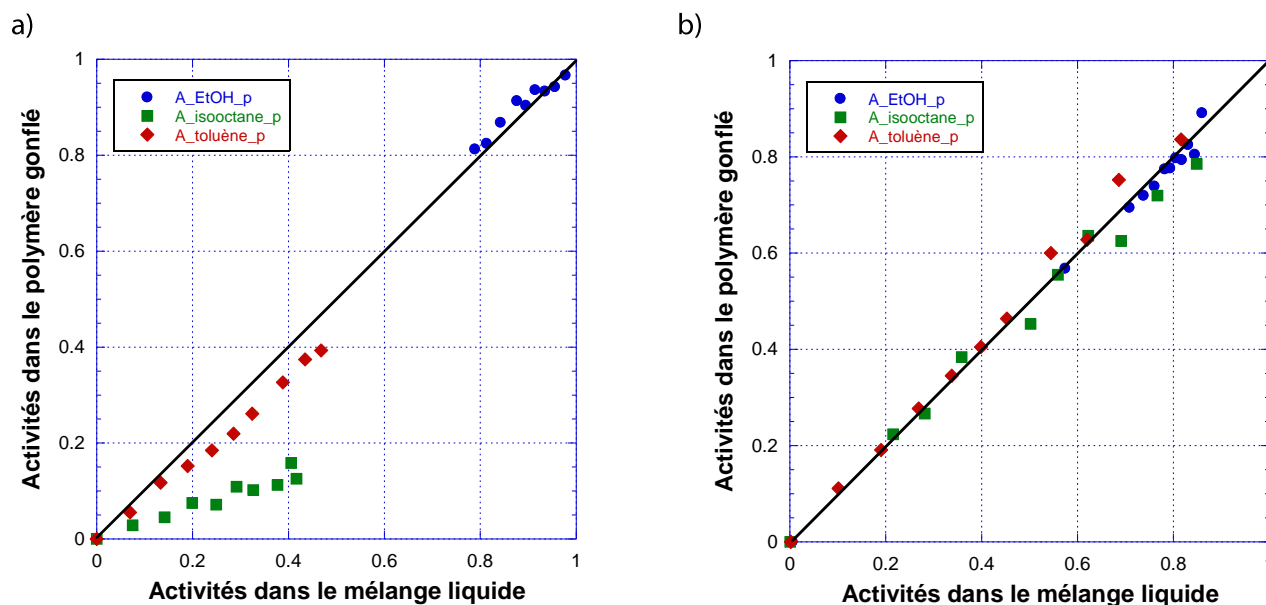 a)
Activités dans le polymère gonflé
1
0.8
0.6
0.4
0.2
0
A_EtOH_p
A_isooctane_p
A_toluène_p
0 0.2 0.4 0.6 0.8 1
Activités dans le mélange liquide
b)
Activités dans le polymère gonflé
1
0.8
0.6
0.4
0.2
0
A_EtOH_p
A_isooctane_p
A_toluène_p
0 0.2 0.4 0.6 0.8
Activités dans le mélange liquide